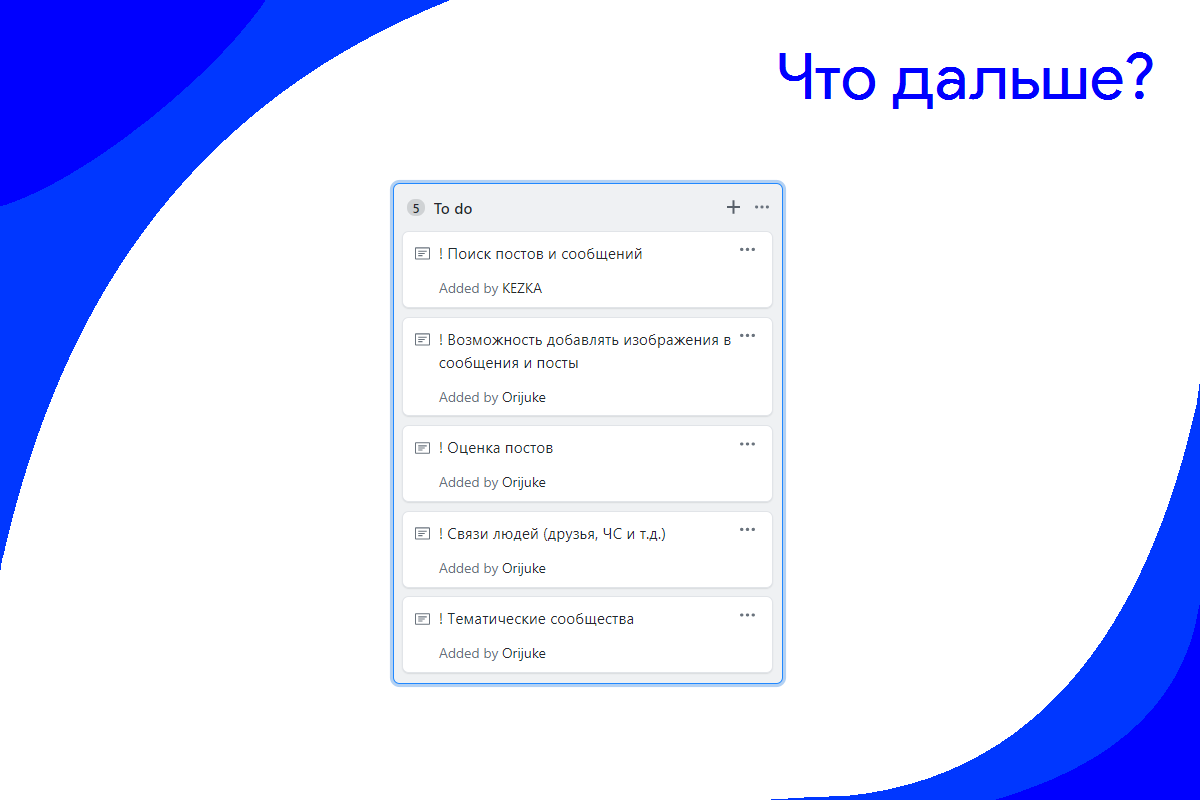 Что дальше?
5 To do
! Поиск постов и сообщений
Added by KEZKA
! Возможность добавлять изображения в
сообщения и посты
Added by Orijuke
! Оценка постов
Added by Orijuke
! Связи людей (друзья, ЧС и т.д.)
Added by Orijuke
! Тематические сообщества
Added by Orijuke